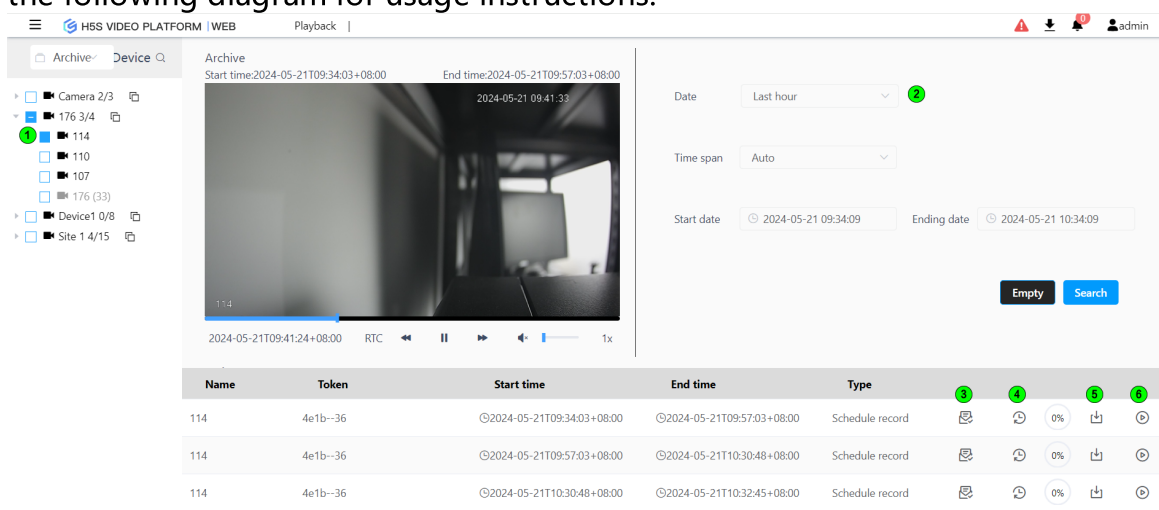 the following diagram for usage instructions.
H5S VIDEO PLATFORM | WEB Playback | 0 admin
Archive Device
Archive
Start time:2024-05-21T09:34:03+08:00 End time:2024-05-21T09:57:03+08:00
2024-05-21 09:41:33
Camera 2/3
176 3/4
1 114
110
107
176 (33)
Device1 0/8
Site 1 4/15
114
2024-05-21T09:41:24+08:00 RTC 1x
Date Last hour 2
Time span Auto
Start date 2024-05-21 09:34:09 Ending date 2024-05-21 10:34:09
Empty Search
Name Token Start time End time Type
3 4 5 6
114 4e1b--36 2024-05-21T09:34:03+08:00 2024-05-21T09:57:03+08:00 Schedule record 0%
114 4e1b--36 2024-05-21T09:57:03+08:00 2024-05-21T10:30:48+08:00 Schedule record 0%
114 4e1b--36 2024-05-21T10:30:48+08:00 2024-05-21T10:32:45+08:00 Schedule record 0%